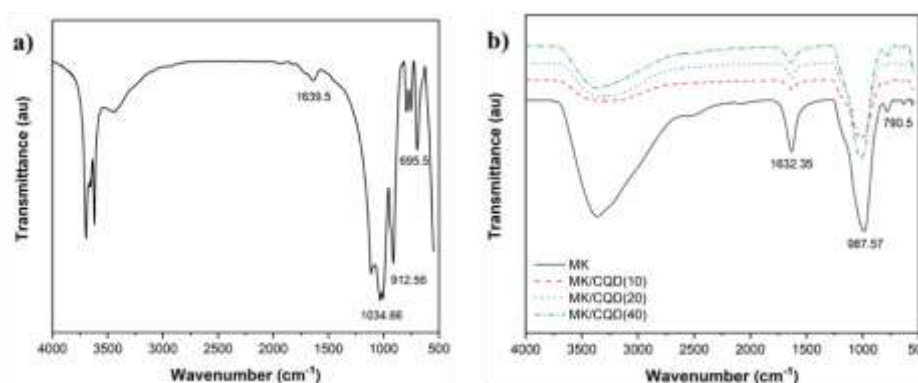 a)
Transmittance (au)
1639.5
695.5
912.56
1034.66
4000 3500 3000 2500 2000 1500 1000 500
Wavenumber (cm⁻¹)
b)
Transmittance (au)
790.5
1632.35
987.57
MK
MK/CQD(10)
MK/CQD(20)
MK/CQD(40)
4000 3500 3000 2500 2000 1500 1000 500
Wavenumber (cm⁻¹)